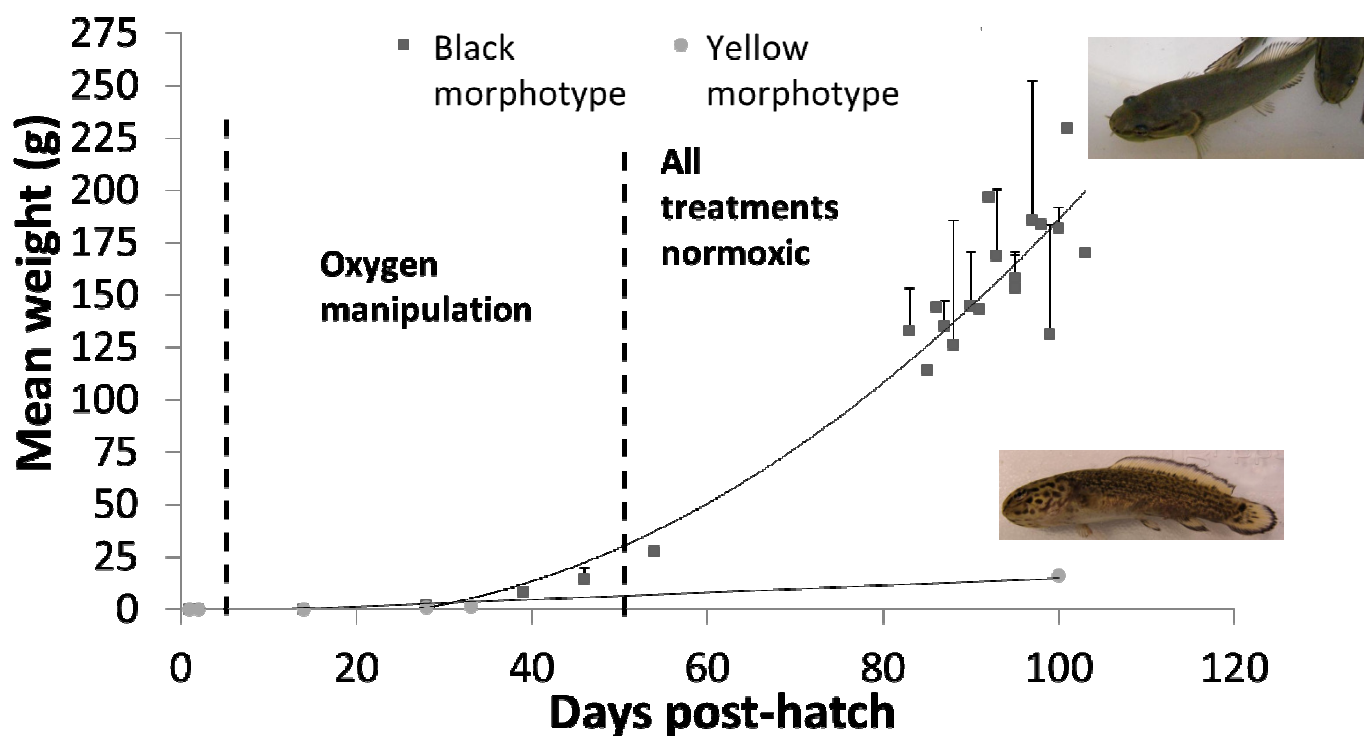 275
250
225
200
175
150
125
100
75
50
25
0
Mean weight (g)
Black
morphotype
Yellow
morphotype
Oxygen
manipulation
All
treatments
normoxic
0 20 40 60 80 100 120
Days post-hatch